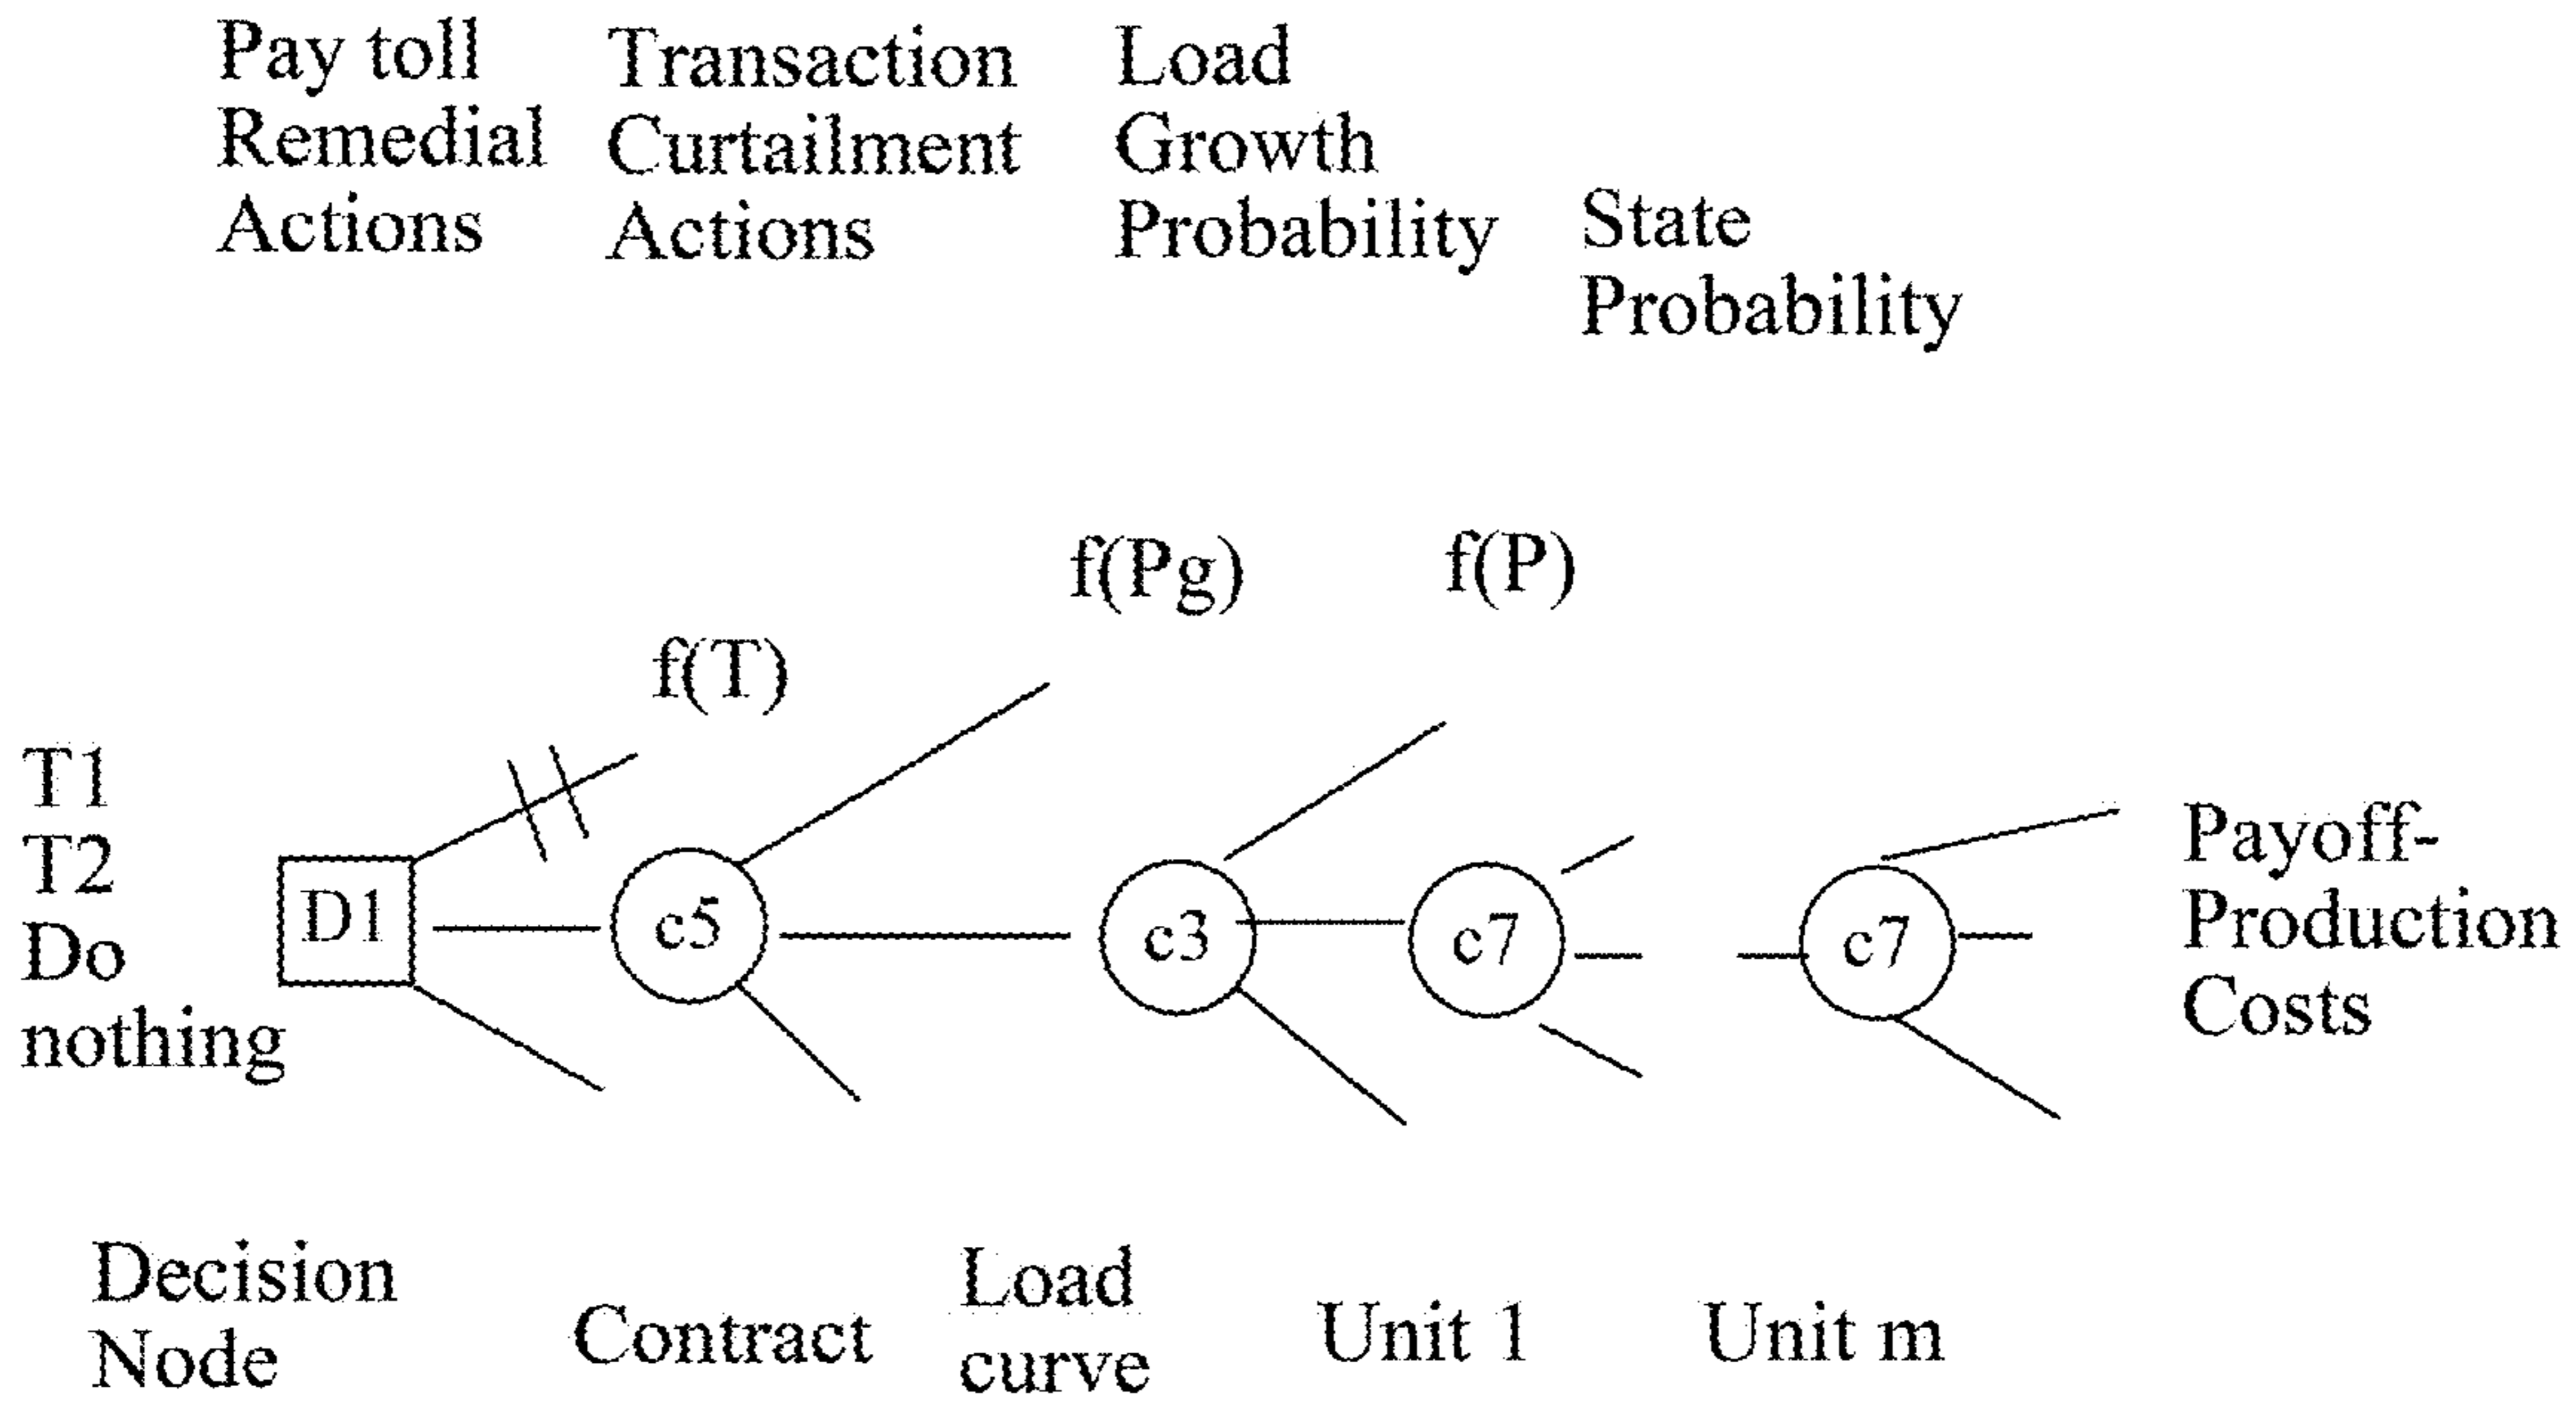 Pay toll
Remedial
Actions
Transaction
Curtailment
Actions
Load
Growth
Probability
State
Probability
f(T)
f(Pg)
f(P)
T1
T2
Do
nothing
D1
c5
c3
c7
c7
Payoff-
Production
Costs
Decision
Node
Contract
Load
curve
Unit 1
Unit m